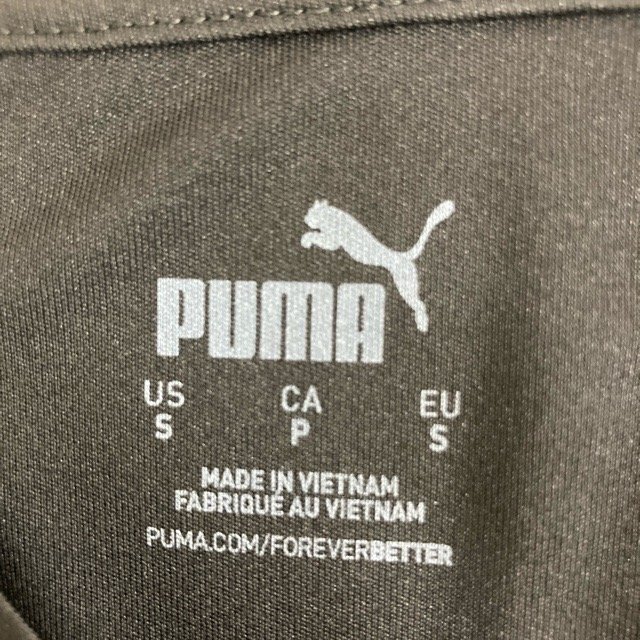 PUMA
US CA EU
S P S
MADE IN VIETNAM
FABRIQUÉ AU VIETNAM
PUMA.COM/FOREVERBETTER